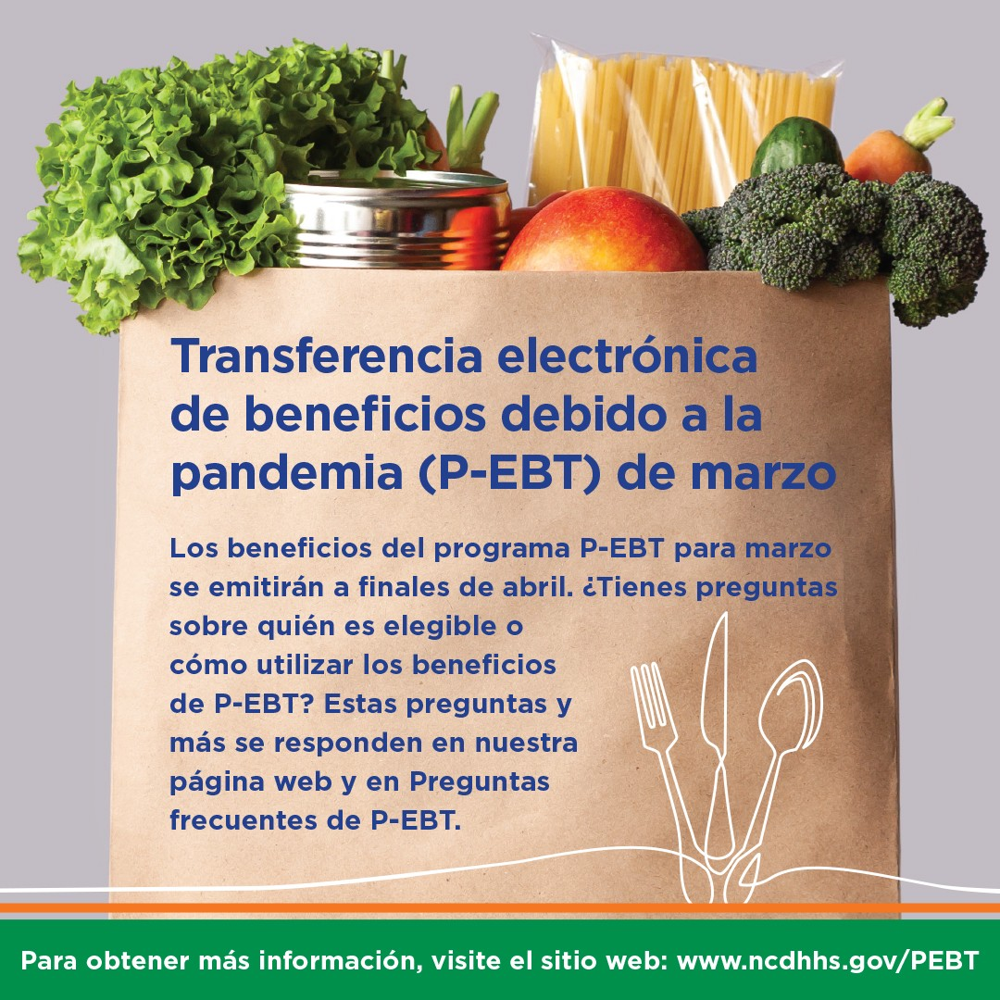 Transferencia electrónica
de beneficios debido a la
pandemia (P-EBT) de marzo
Los beneficios del programa P-EBT para marzo
se emitirán a finales de abril. ¿Tienes preguntas
sobre quién es elegible o
cómo utilizar los beneficios
de P-EBT? Estas preguntas y
más se responden en nuestra
página web y en Preguntas
frecuentes de P-EBT.
Para obtener más información, visite el sitio web: www.ncdhhs.gov/PEBT